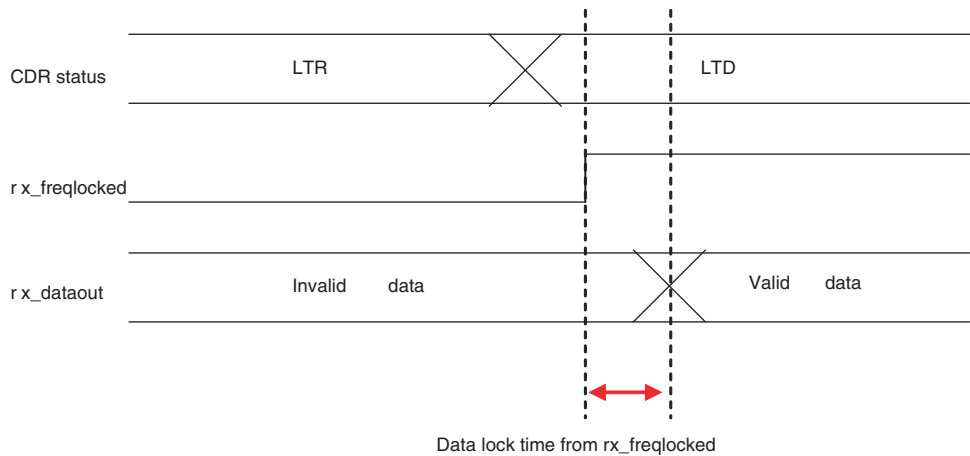 CDR status
LTR
LTD
r x_freqlocked
r x_dataout
Invalid data
Valid data
Data lock time from rx_freqlocked